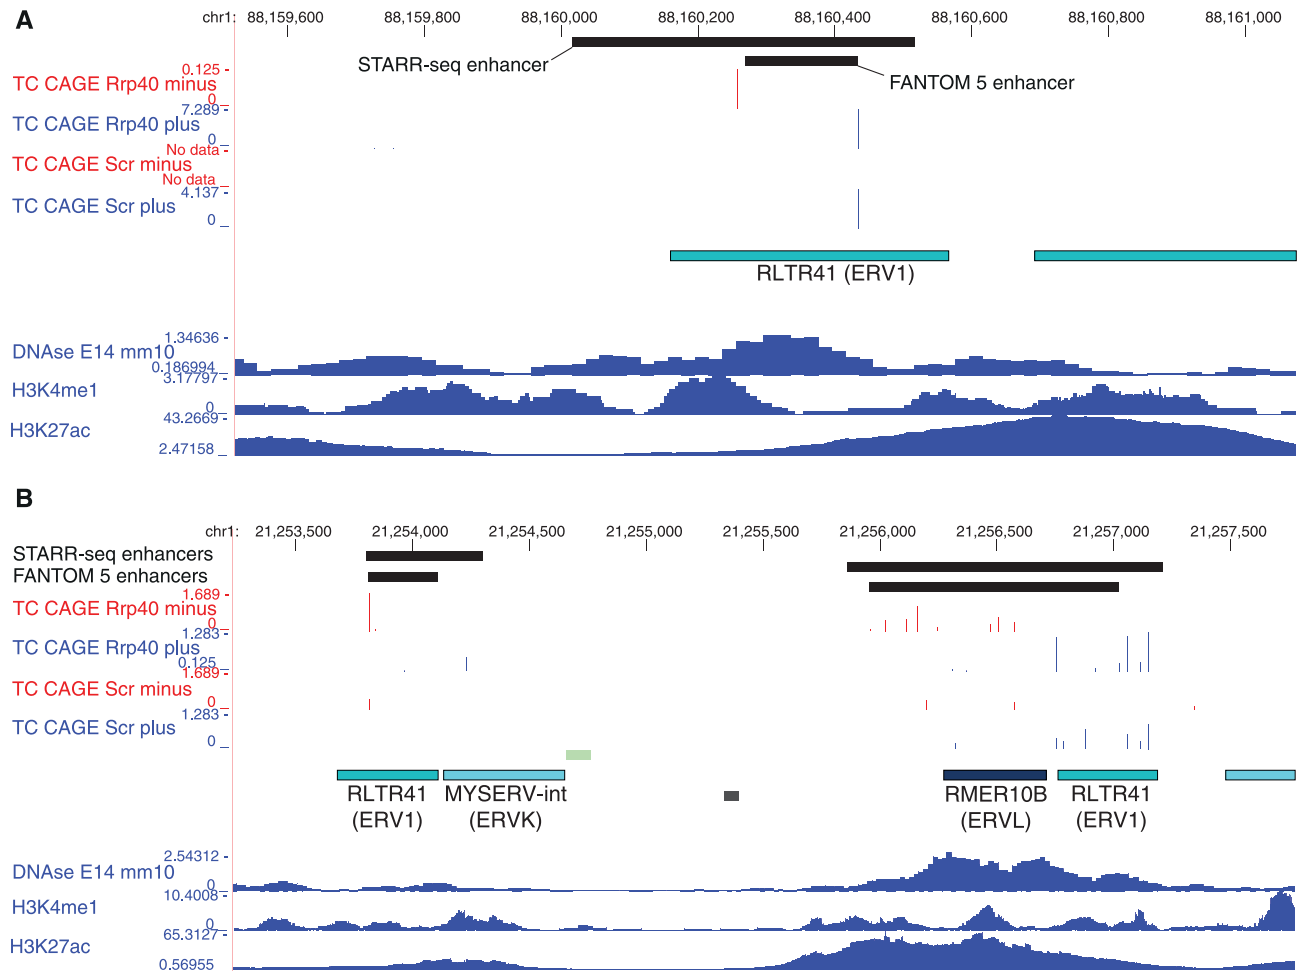 A
chr1: 88,159,600 88,159,800 88,160,000 88,160,200 88,160,400 88,160,600 88,160,800 88,161,000
STARR-seq enhancer
FANTOM 5 enhancer
0.125 -
TC CAGE Rrp40 minus
0
7.289 -
TC CAGE Rrp40 plus
0
No data -
TC CAGE Scr minus
No data
4.137 -
TC CAGE Scr plus
0
RLTR41 (ERV1)
1.34636 -
DNAse E14 mm10
0.186994
3.17797 -
H3K4me1
0
43.2669 -
H3K27ac
2.47158
B
chr1: 21,253,500 21,254,000 21,254,500 21,255,000 21,255,500 21,256,000 21,256,500 21,257,000 21,257,500
STARR-seq enhancers
FANTOM 5 enhancers
1.689 -
TC CAGE Rrp40 minus
0
1.283 -
TC CAGE Rrp40 plus
0.125
1.689 -
TC CAGE Scr minus
0
1.283 -
TC CAGE Scr plus
0
RLTR41 MYSERV-int RMER10B RLTR41
(ERV1) (ERVK) (ERVL) (ERV1)
2.54312 -
DNAse E14 mm10
0
10.4008 -
H3K4me1
0
65.3127 -
H3K27ac
0.56955